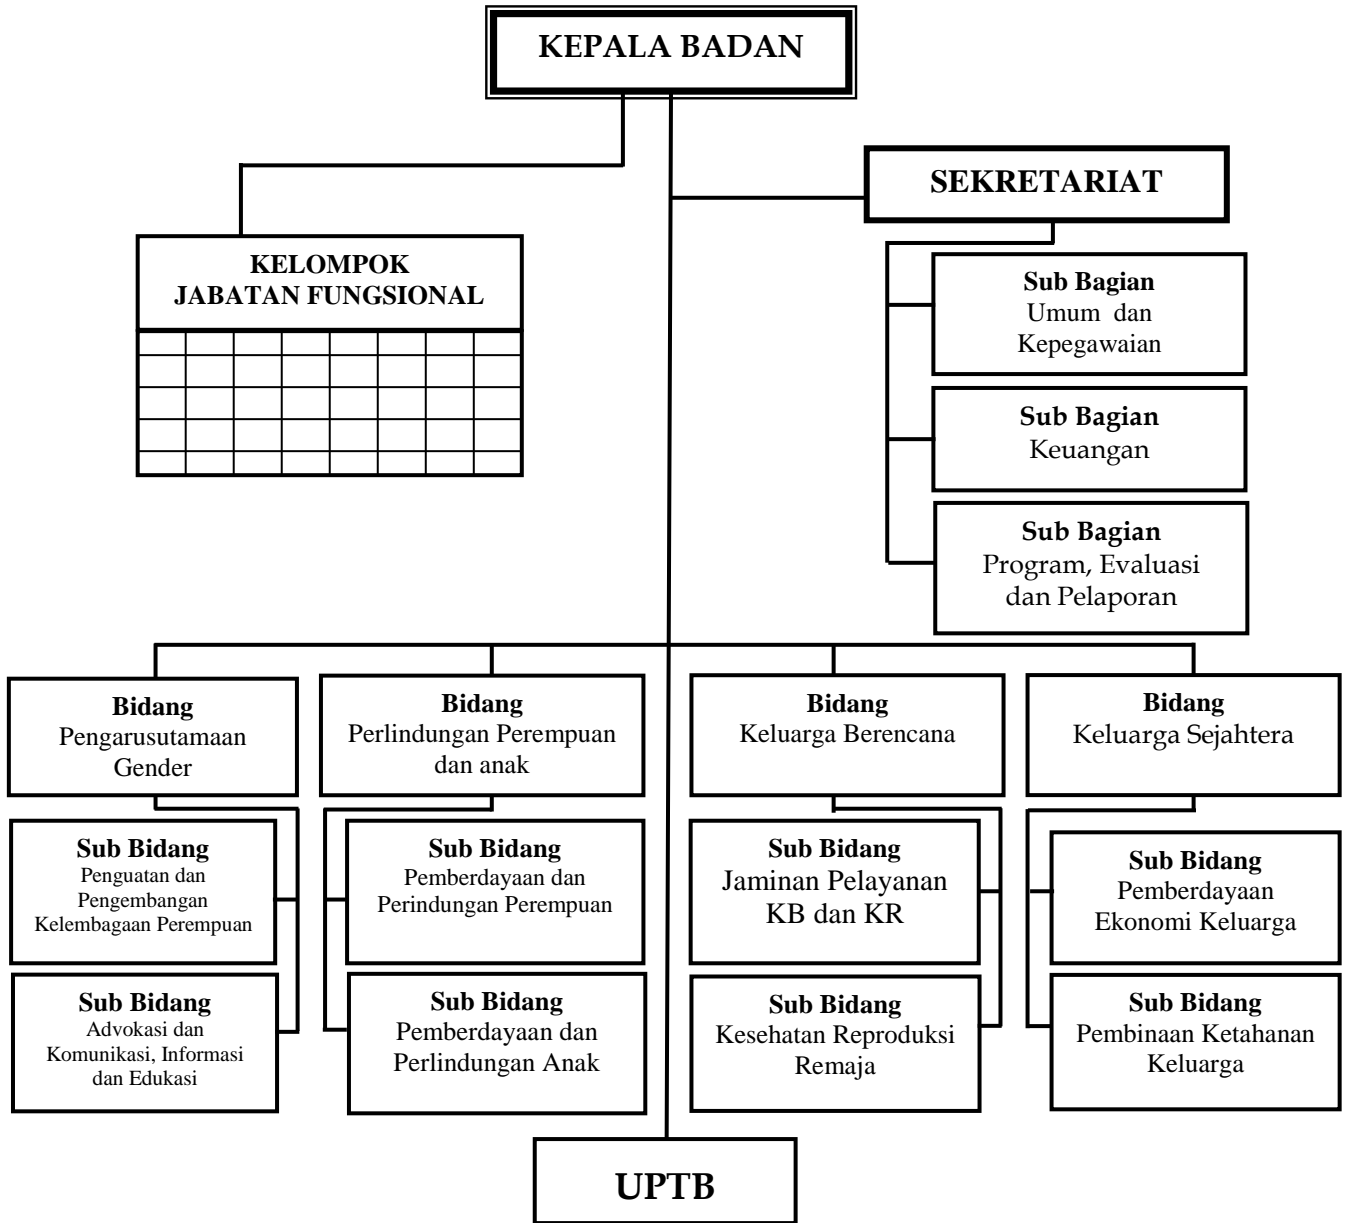 KEPALA BADAN
SEKRETARIAT
KELOMPOK
JABATAN FUNGSIONAL
Sub Bagian
Umum dan
Kepegawaian
Sub Bagian
Keuangan
Sub Bagian
Program, Evaluasi
dan Pelaporan
Bidang
Pengarusutamaan
Gender
Bidang
Perlindungan Perempuan
dan anak
Bidang
Keluarga Berencana
Bidang
Keluarga Sejahtera
Sub Bidang
Penguatan dan
Pengembangan
Kelembagaan Perempuan
Sub Bidang
Pemberdayaan dan
Perindungan Perempuan
Sub Bidang
Jaminan Pelayanan
KB dan KR
Sub Bidang
Pemberdayaan
Ekonomi Keluarga
Sub Bidang
Advokasi dan
Komunikasi, Informasi
dan Edukasi
Sub Bidang
Pemberdayaan dan
Perlindungan Anak
Sub Bidang
Kesehatan Reproduksi
Remaja
Sub Bidang
Pembinaan Ketahanan
Keluarga
UPTB